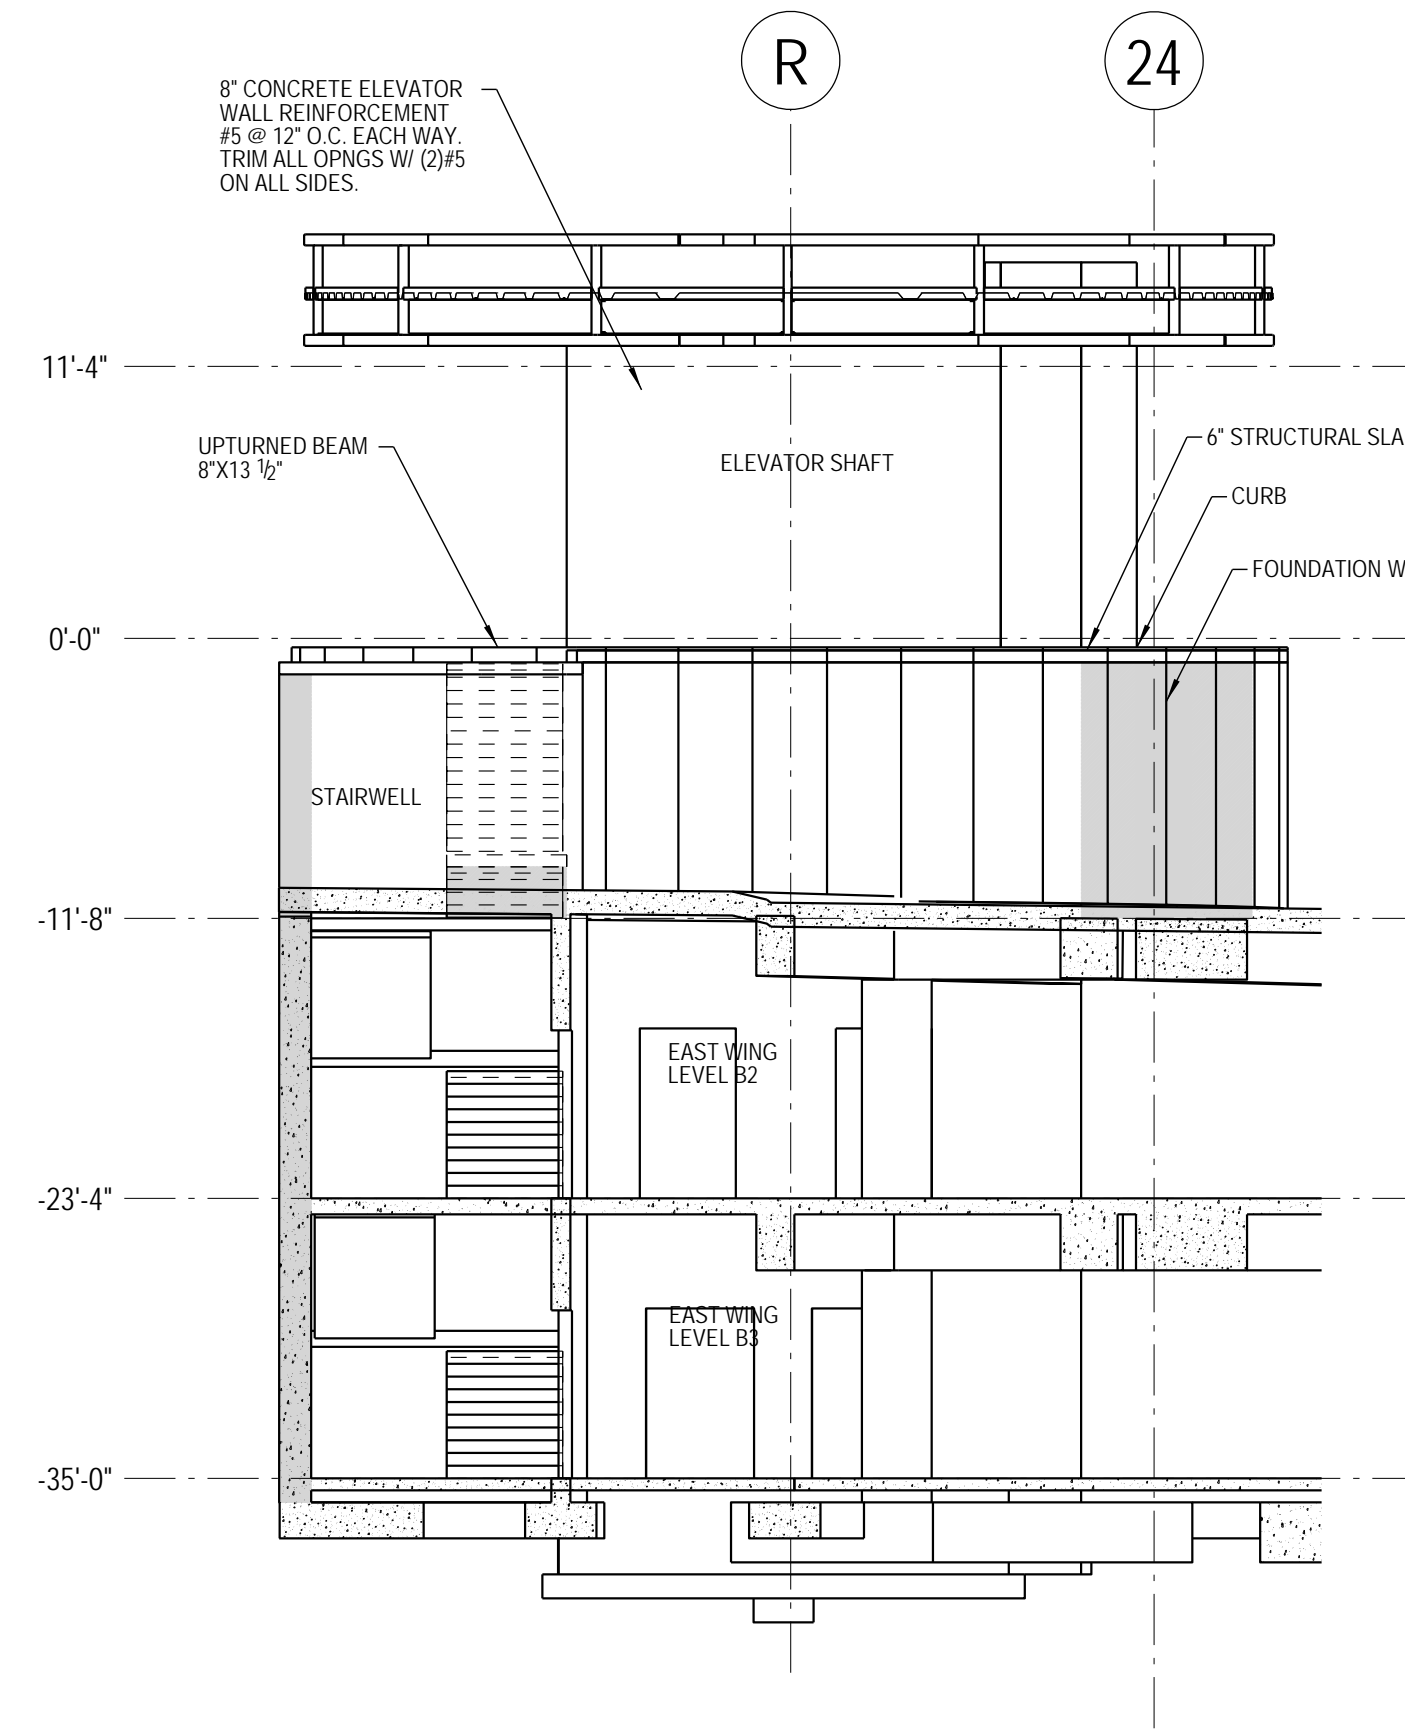 R
24
8" CONCRETE ELEVATOR
WALL REINFORCEMENT
#5 @ 12" O.C. EACH WAY.
TRIM ALL OPNGS W/ (2)#5
ON ALL SIDES.
11'-4"
UPTURNED BEAM
8"X13 1/2"
ELEVATOR SHAFT
6" STRUCTURAL SLA
CURB
FOUNDATION W
0'-0"
STAIRWELL
-11'-8"
EAST WING
LEVEL B2
-23'-4"
EAST WING
LEVEL B3
-35'-0"